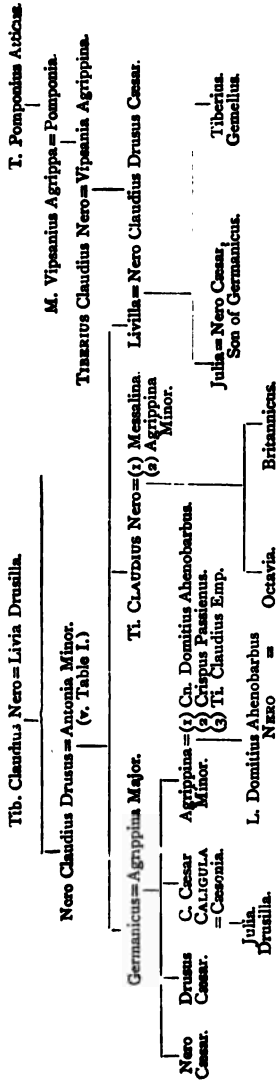 T. Pomponius Atticus.
M. Vipsanius Agrippa = Pomponia.
Tib. Claudius Nero = Livia Drusilla.
TIBERIUS Claudius Nero = Vipsania Agrippina.
Nero Claudius Drusus = Antonia Minor.
(v. Table I.)
Germanicus = Agrippina Major.
Ti. CLAUDIUS Nero = (1) Messalina.
(2) Agrippina
Minor.
Livilla = Nero Claudius Drusus Cæsar.
Nero
Cæsar.
Drusus
Cæsar.
C. Cæsar
CALIGULA
= Cæsonia.
Agrippina = (1) Cn. Domitius Ahenobarbus.
Minor. (2) Crispus Passienus.
(3) Ti. Claudius Emp.
Julia = Nero Cæsar,
Son of Germanicus.
Tiberius.
Gemellus.
Julia
Drusilla.
L. Domitius Ahenobarbus
NERO =
Octavia.
Britannicus.